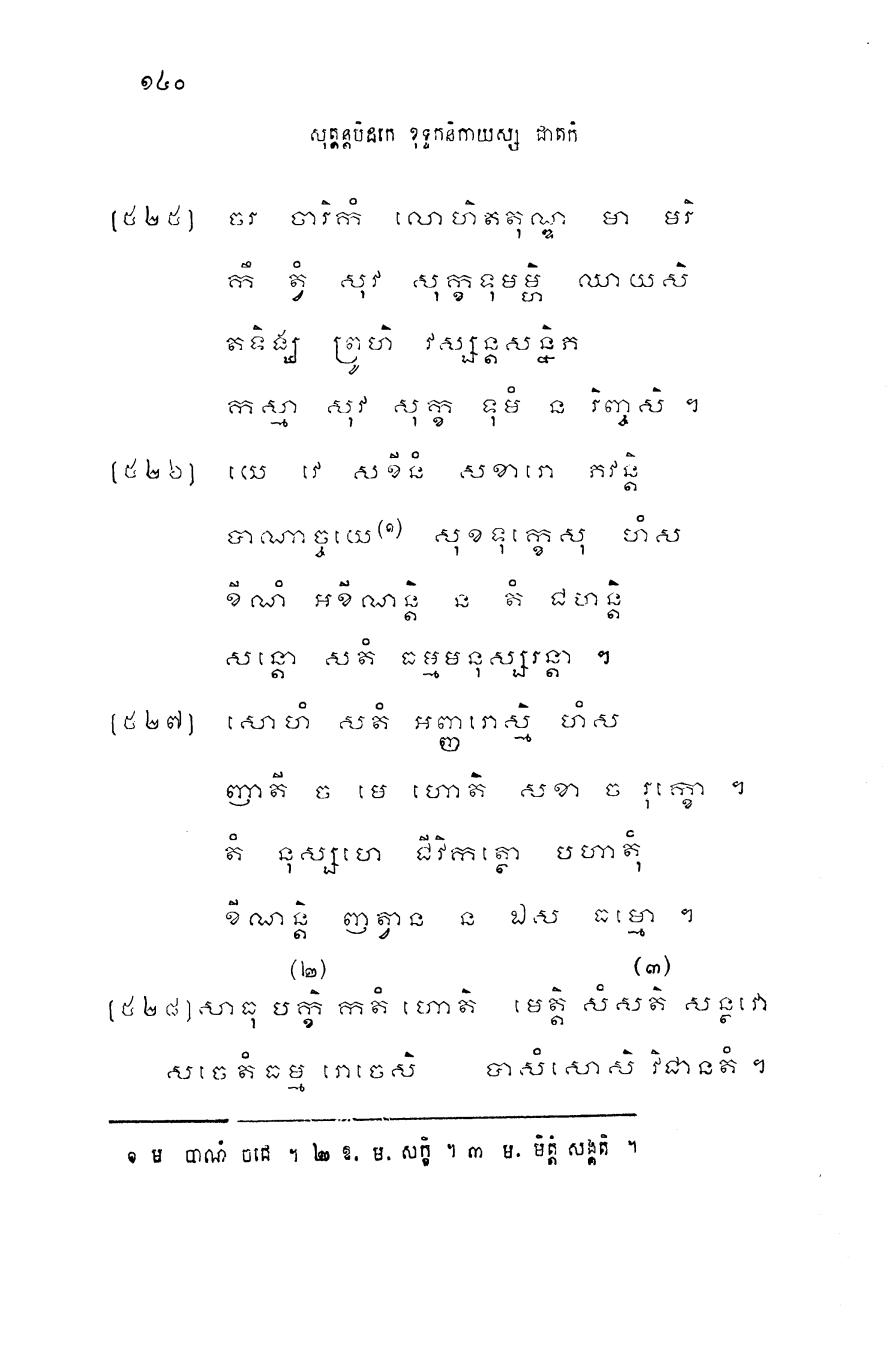 ១៤០
សុត្តន្តបិដកេ ខុទ្ទកនិកាយស្ស ជាតកំ
[៥២៥] ចរ ចារិកំ លោហិតតុណ្ឌ មា មរិ
កឹ ត្វំ សុវ សុក្ខទុមម្ហិ ឈាយសិ
តទិង្ឃ ព្រូហិ វស្សន្តសន្និភ
កស្មា សុវ សុក្ខ ទុមំ ន រិញ្ចសិ ។
[៥២៦] យេ វេ សខីនំ សខារោ ភវន្តិ
បាណាច្ចយេ(១) សុខទុក្ខេសុ ហំស
ខីណំ អខីណន្តិ ន តំ ជហន្តិ
សន្តោ សតំ ធម្មមនុស្សរន្តា ៗ
[៥២៧] សោហំ សតំ អញ្ញរោស្មិ ហំស
ញាតី ច មេ ហោតិ សខា ច រុក្ខោ ។
តំ នុស្សហេ ជីវិកត្ថោ បហាតុំ
ខីណន្តិ ញត្វាន ន ឯស ធម្មោ ។
(២) (៣)
[៥២៨] សាធុ បក្ខិ កតំ ហោតិ មេត្តិ សំសតិ សន្ថវោ
សចេតំធម្ម រោចេសិ បាសំសោសិ វិជានតំ ។
១ ម បាណំ ចជេ ។ ២ ឱ. ម. សក្ខិ ។ ៣ ម. មិត្តំ សង្គតិ ។